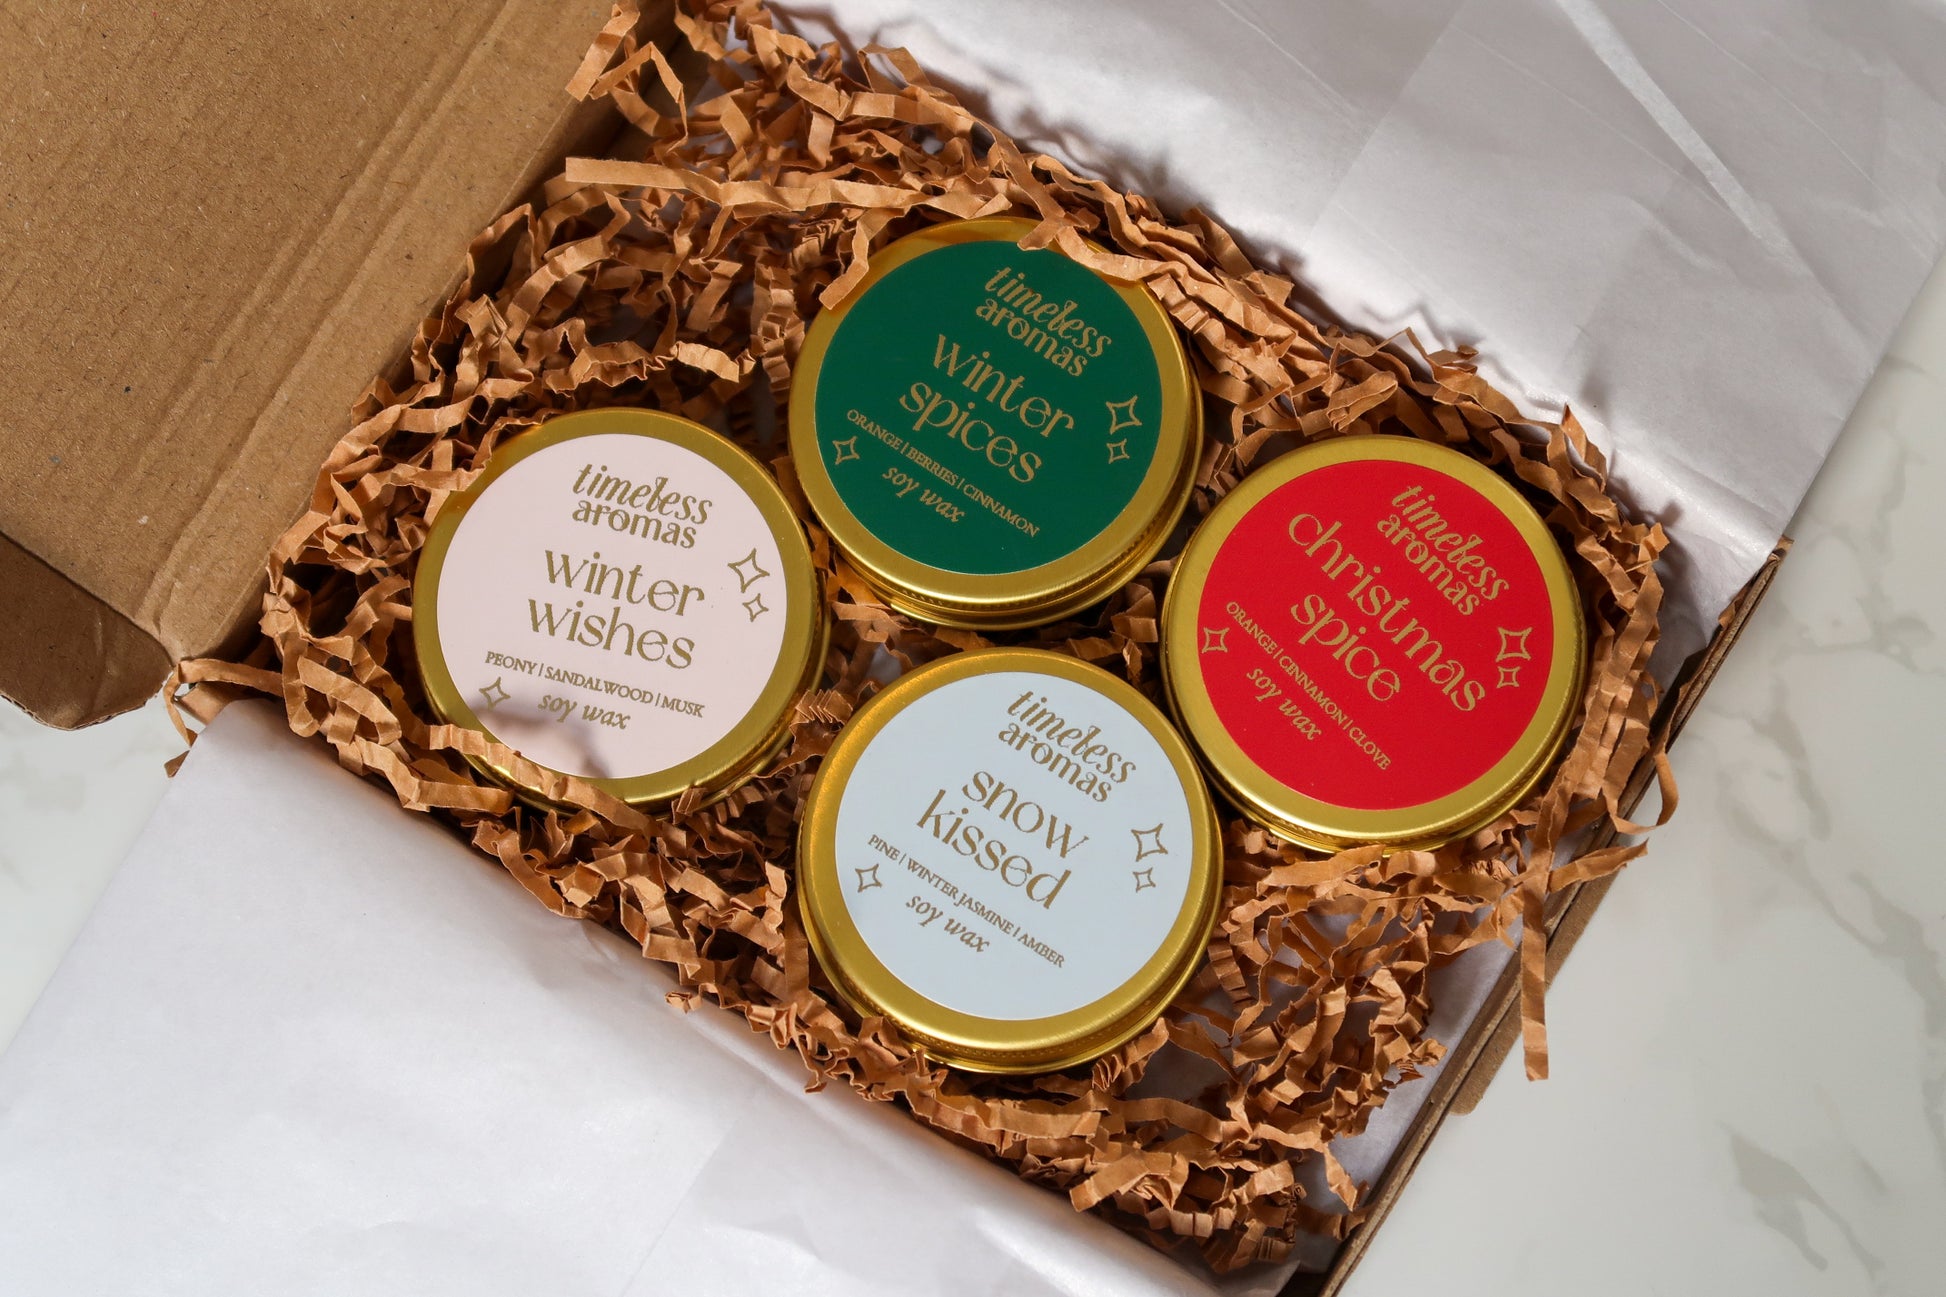 timeless
aromas
winter
wishes
PEONY | SANDALWOOD | MUSK
soy wax
timeless
aromas
winter
spices
ORANGE | BERRIES | CINNAMON
soy wax
timeless
aromas
snow
kissed
PINE | WINTER JASMINE | AMBER
soy wax
timeless
aromas
christmas
spice
ORANGE | CINNAMON | CLOVE
soy wax